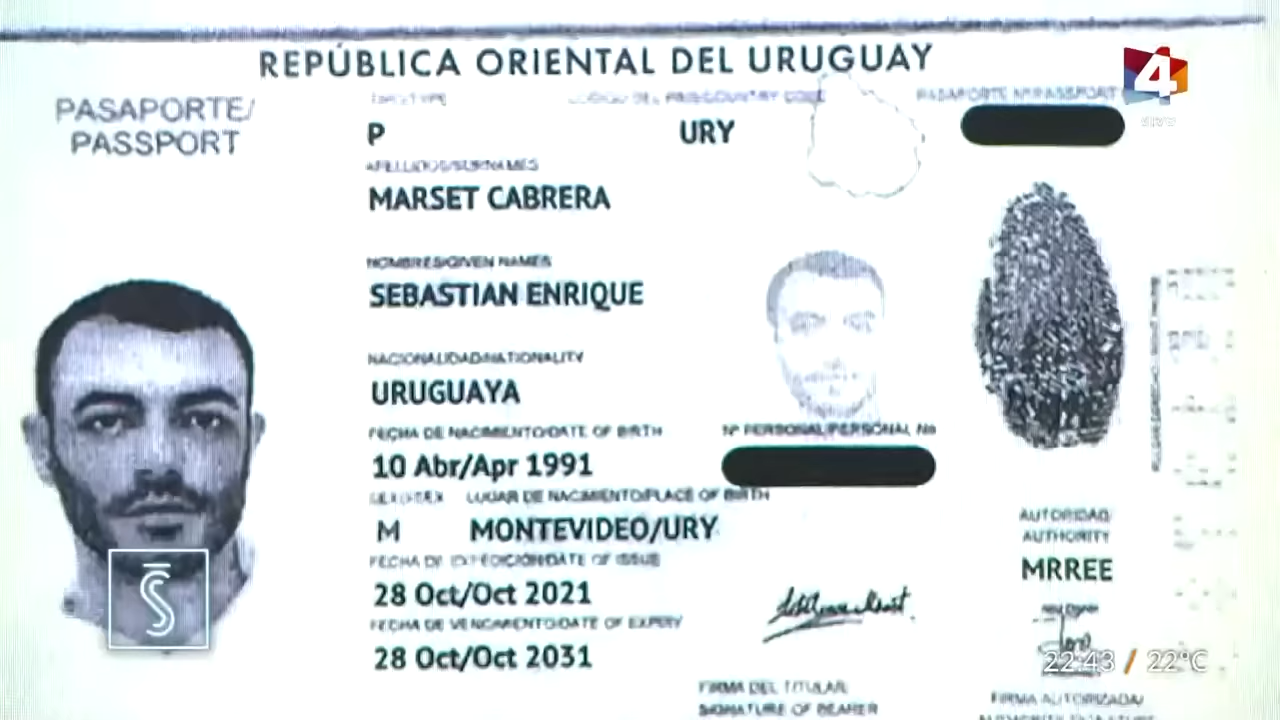 REPÚBLICA ORIENTAL DEL URUGUAY
4
PASAPORTE/
PASSPORT
TIPO/TYPE
CODIGO DEL PAIS/COUNTRY CODE
PASAPORTE Nº/PASSPORT
P
URY
APELLIDOS/SURNAMES
MARSET CABRERA
NOMBRES/GIVEN NAMES
SEBASTIAN ENRIQUE
NACIONALIDAD/NATIONALITY
URUGUAYA
FECHA DE NACIMIENTO/DATE OF BIRTH
Nº PERSONAL/PERSONAL No
10 Abr/Apr 1991
SEXO/SEX
LUGAR DE NACIMIENTO/PLACE OF BIRTH
M
MONTEVIDEO/URY
FECHA DE EXPEDICION/DATE OF ISSUE
28 Oct/Oct 2021
FECHA DE VENCIMIENTO/DATE OF EXPIRY
28 Oct/Oct 2031
AUTORIDAD/
AUTHORITY
MRREE
22:43 / 22°C
FIRMA DEL TITULAR/
SIGNATURE OF BEARER
FIRMA AUTORIZADA/
S